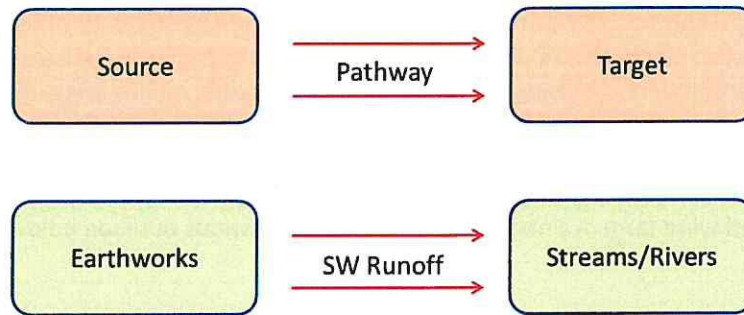 Source
Pathway
Target
Earthworks
SW Runoff
Streams/Rivers